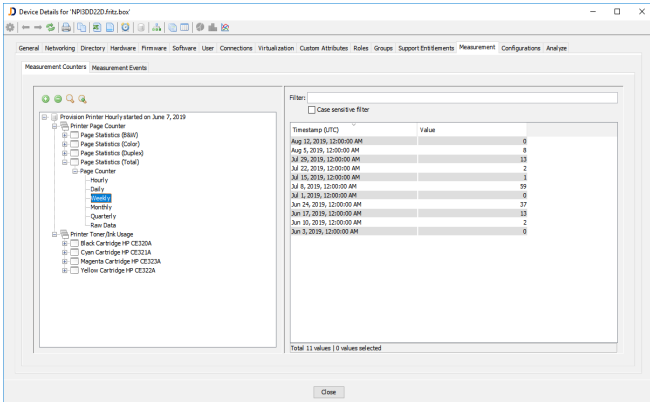 Device Details for 'NPI3DD22D.fritz.box'
General Networking Directory Hardware Firmware Software User Connections Virtualization Custom Attributes Roles Groups Support Entitlements Measurement Configurations Analyze
Measurement Counters Measurement Events
Provision Printer Hourly started on June 7, 2019
Printer Page Counter
Page Statistics (B&W)
Page Statistics (Color)
Page Statistics (Duplex)
Page Statistics (Total)
Page Counter
Hourly
Daily
Weekly
Monthly
Quarterly
Raw Data
Printer Toner/Ink Usage
Black Cartridge HP CE320A
Cyan Cartridge HP CE321A
Magenta Cartridge HP CE323A
Yellow Cartridge HP CE322A
Filter:
Case sensitive filter
Timestamp (UTC) Value
Aug 12, 2019, 12:00:00 AM 0
Aug 5, 2019, 12:00:00 AM 8
Jul 29, 2019, 12:00:00 AM 13
Jul 22, 2019, 12:00:00 AM 2
Jul 15, 2019, 12:00:00 AM 1
Jul 8, 2019, 12:00:00 AM 59
Jul 1, 2019, 12:00:00 AM 0
Jun 24, 2019, 12:00:00 AM 37
Jun 17, 2019, 12:00:00 AM 13
Jun 10, 2019, 12:00:00 AM 2
Jun 3, 2019, 12:00:00 AM 0
Total 11 values | 0 values selected
Close